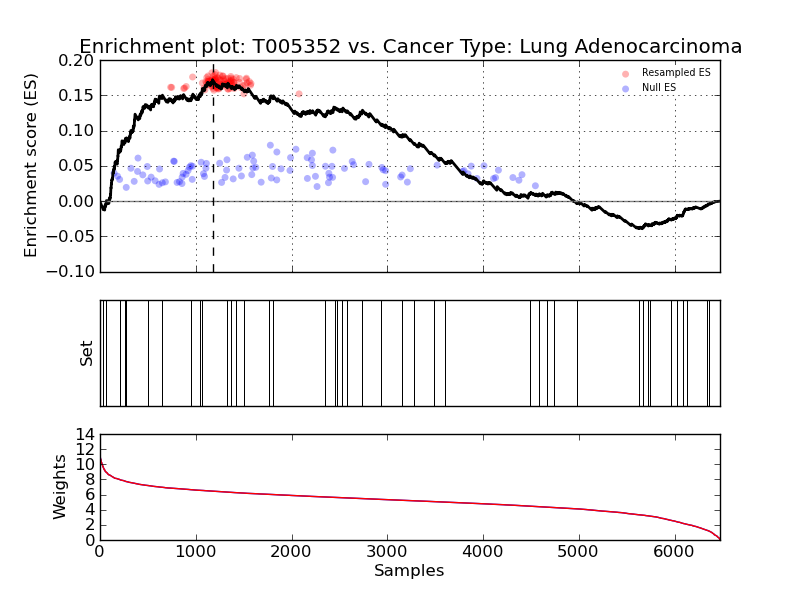 Enrichment plot: T005352 vs. Cancer Type: Lung Adenocarcinoma
Enrichment score (ES)
0.20
0.15
0.10
0.05
0.00
−0.05
−0.10
Resampled ES
Null ES
Set
Weights
14
12
10
8
6
4
2
0
0 1000 2000 3000 4000 5000 6000
Samples